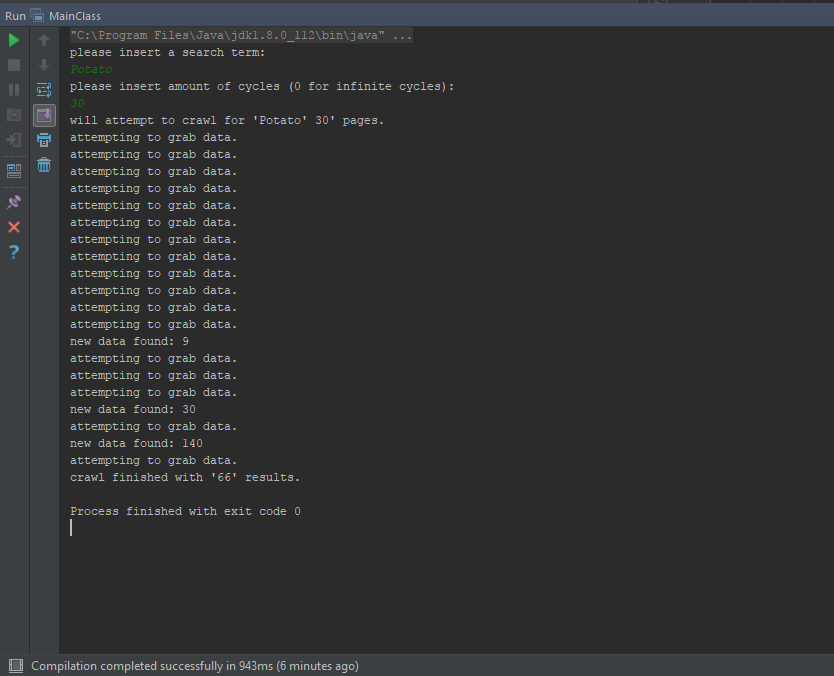 Run MainClass
"C:\Program Files\Java\jdk1.8.0_112\bin\java" ...
please insert a search term:
Potato
please insert amount of cycles (0 for infinite cycles):
30
will attempt to crawl for 'Potato' 30' pages.
attempting to grab data.
attempting to grab data.
attempting to grab data.
attempting to grab data.
attempting to grab data.
attempting to grab data.
attempting to grab data.
attempting to grab data.
attempting to grab data.
attempting to grab data.
attempting to grab data.
attempting to grab data.
new data found: 9
attempting to grab data.
attempting to grab data.
attempting to grab data.
new data found: 30
attempting to grab data.
new data found: 140
attempting to grab data.
crawl finished with '66' results.
Process finished with exit code 0
Compilation completed successfully in 943ms (6 minutes ago)